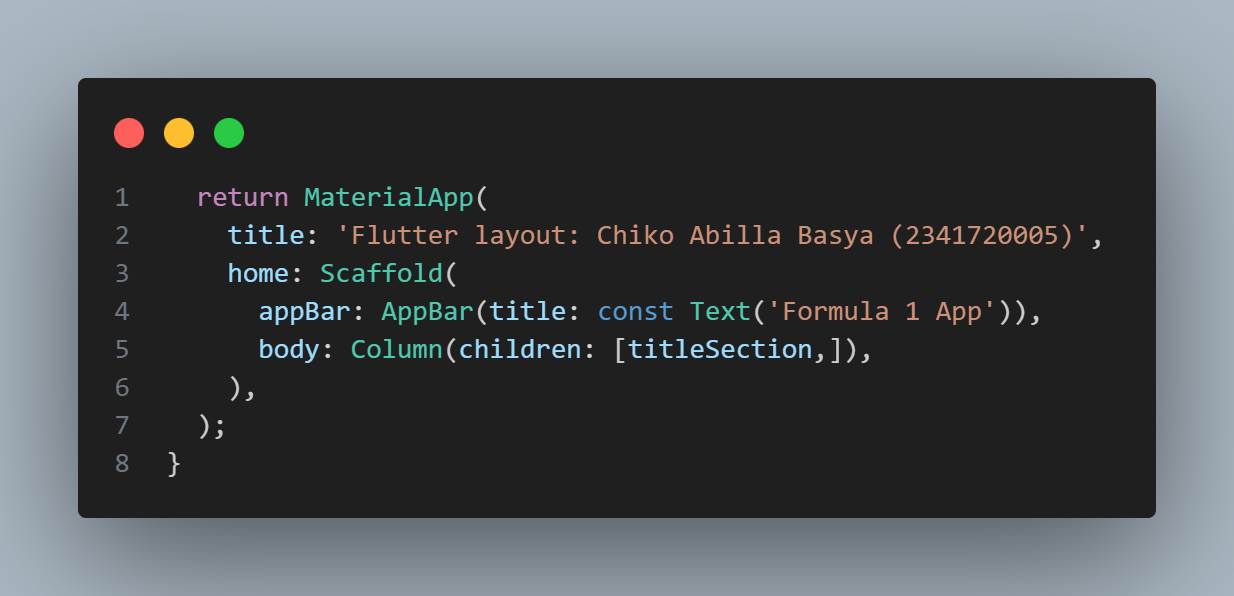 1 return MaterialApp(
2 title: 'Flutter layout: Chiko Abilla Basya (2341720005)',
3 home: Scaffold(
4 appBar: AppBar(title: const Text('Formula 1 App')),
5 body: Column(children: [titleSection,]),
6 ),
7 );
8 }